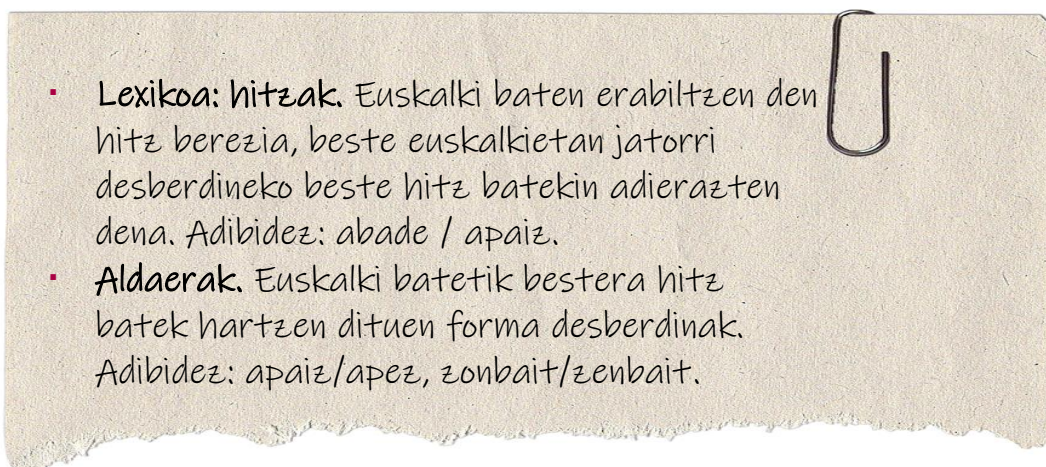 ▪ Lexikoa: hitzak. Euskalki baten erabiltzen den
hitz berezia, beste euskalkietan jatorri
desberdineko beste hitz batekin adierazten
dena. Adibidez: abade / apaiz.
▪ Aldaerak. Euskalki batetik bestera hitz
batek hartzen dituen forma desberdinak.
Adibidez: apaiz/apez, zonbait/zenbait.